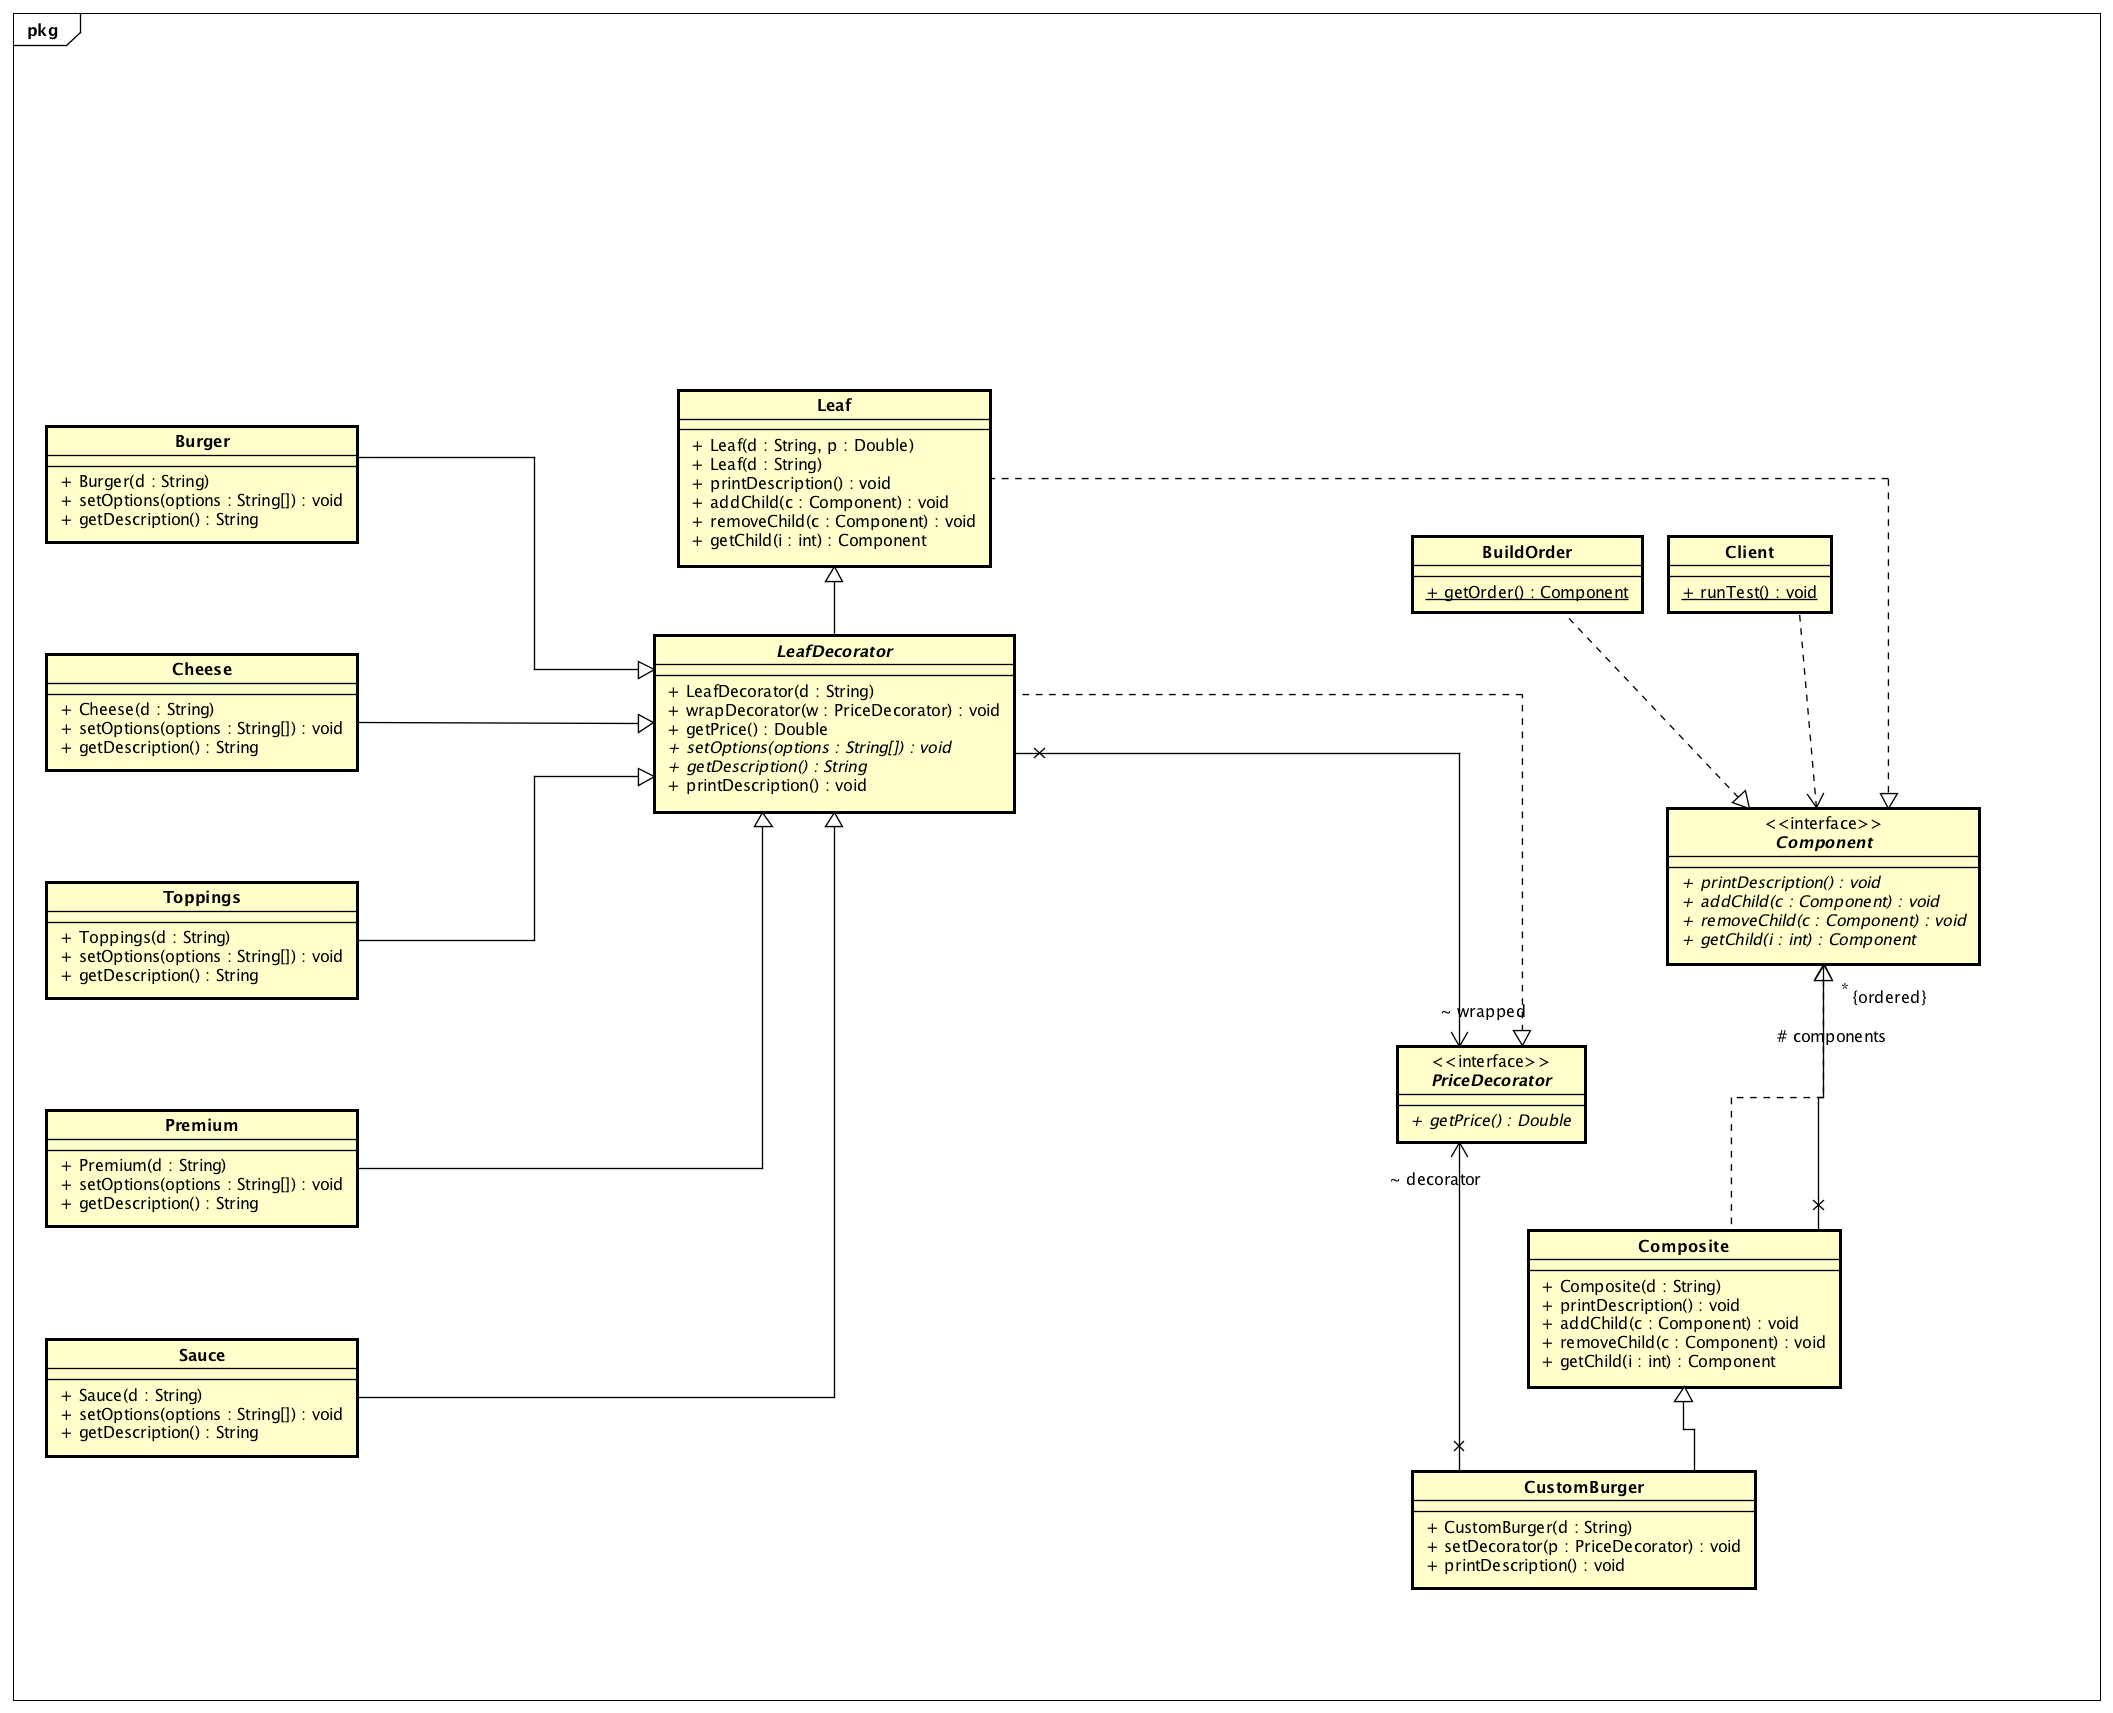 pkg
Leaf
+ Leaf(d : String, p : Double)
+ Leaf(d : String)
+ printDescription() : void
+ addChild(c : Component) : void
+ removeChild(c : Component) : void
+ getChild(i : int) : Component
Burger
+ Burger(d : String)
+ setOptions(options : String[]) : void
+ getDescription() : String
BuildOrder
+ getOrder() : Component
Client
+ runTest() : void
LeafDecorator
+ LeafDecorator(d : String)
+ wrapDecorator(w : PriceDecorator) : void
+ getPrice() : Double
+ setOptions(options : String[]) : void
+ getDescription() : String
+ printDescription() : void
Cheese
+ Cheese(d : String)
+ setOptions(options : String[]) : void
+ getDescription() : String
<<interface>>
Component
+ printDescription() : void
+ addChild(c : Component) : void
+ removeChild(c : Component) : void
+ getChild(i : int) : Component
Toppings
+ Toppings(d : String)
+ setOptions(options : String[]) : void
+ getDescription() : String
*
{ordered}
~ wrapped
# components
<<interface>>
PriceDecorator
+ getPrice() : Double
~ decorator
Premium
+ Premium(d : String)
+ setOptions(options : String[]) : void
+ getDescription() : String
Composite
+ Composite(d : String)
+ printDescription() : void
+ addChild(c : Component) : void
+ removeChild(c : Component) : void
+ getChild(i : int) : Component
Sauce
+ Sauce(d : String)
+ setOptions(options : String[]) : void
+ getDescription() : String
CustomBurger
+ CustomBurger(d : String)
+ setDecorator(p : PriceDecorator) : void
+ printDescription() : void